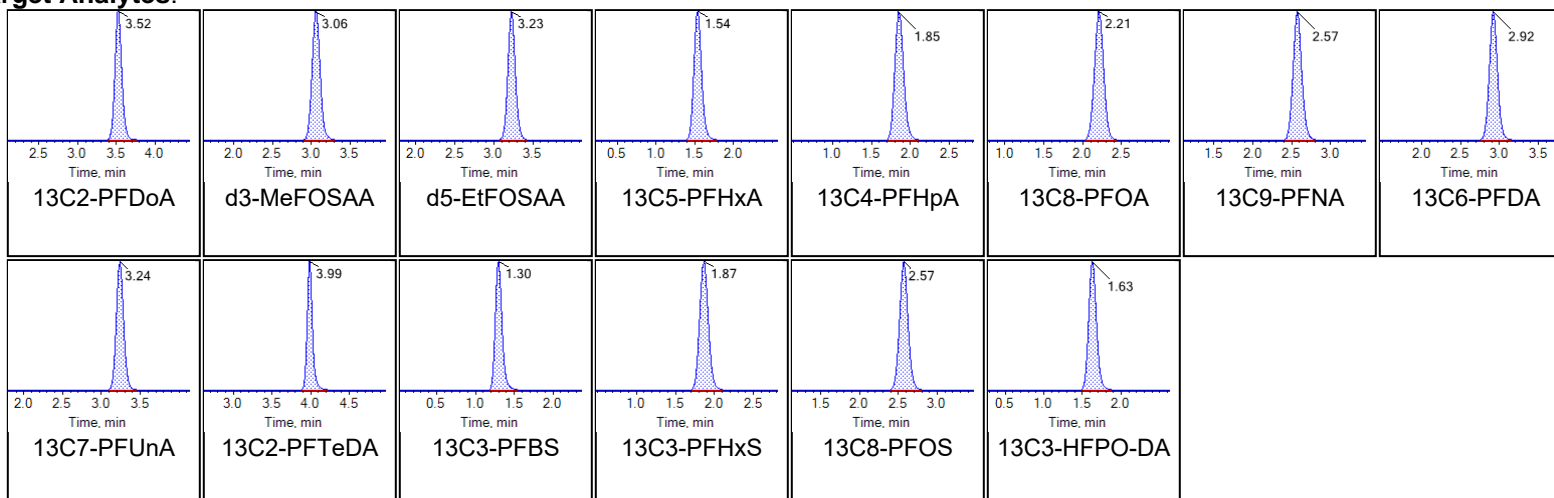 rget Analytes:
3.52 3.06 3.23 1.54 1.85 2.21 2.57 2.92
2.5 3.0 3.5 4.0 2.0 2.5 3.0 3.5 2.0 2.5 3.0 3.5 0.5 1.0 1.5 2.0 1.0 1.5 2.0 2.5 1.0 1.5 2.0 2.5 1.5 2.0 2.5 3.0 2.0 2.5 3.0 3.5
Time, min Time, min Time, min Time, min Time, min Time, min Time, min Time, min
13C2-PFDoA d3-MeFOSAA d5-EtFOSAA 13C5-PFHxA 13C4-PFHpA 13C8-PFOA 13C9-PFNA 13C6-PFDA
3.24 3.99 1.30 1.87 2.57 1.63
2.0 2.5 3.0 3.5 3.0 3.5 4.0 4.5 0.5 1.0 1.5 2.0 1.0 1.5 2.0 2.5 1.5 2.0 2.5 3.0 0.5 1.0 1.5 2.0
Time, min Time, min Time, min Time, min Time, min Time, min
13C7-PFUnA 13C2-PFTeDA 13C3-PFBS 13C3-PFHxS 13C8-PFOS 13C3-HFPO-DA